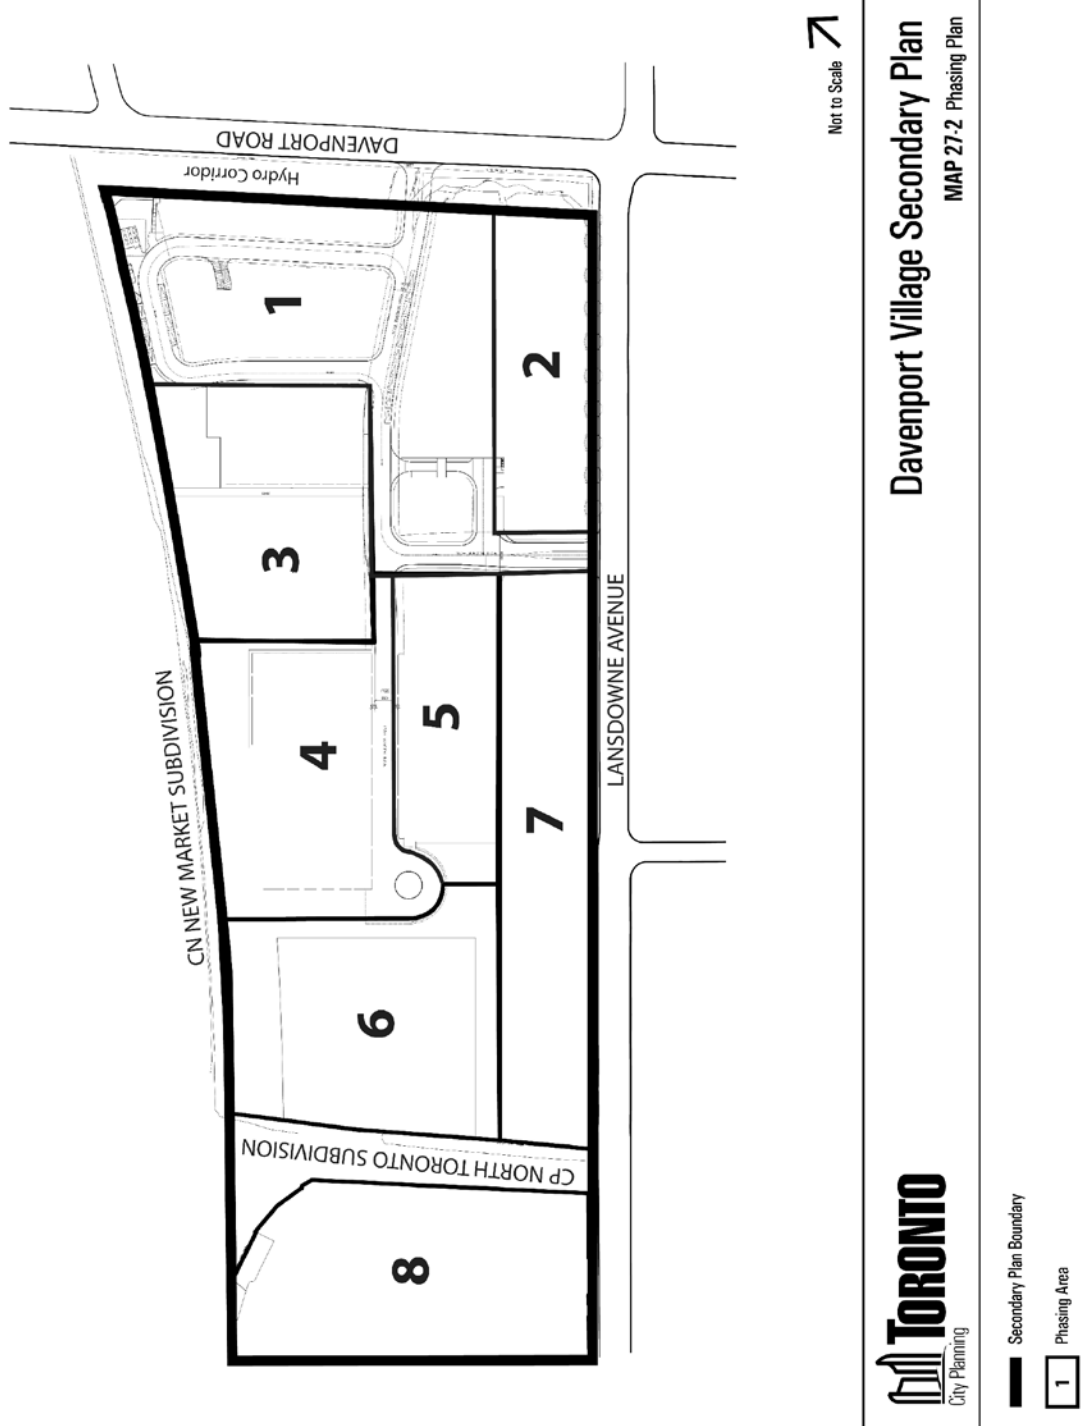 DAVENPORT ROAD
Hydro Corridor
CN NEW MARKET SUBDIVISION
1
2
3
4
5
6
7
8
CP NORTH TORONTO SUBDIVISION
LANSDOWNE AVENUE
Not to Scale
TORONTO
City Planning
Davenport Village Secondary Plan
MAP 27-2 Phasing Plan
Secondary Plan Boundary
1 Phasing Area